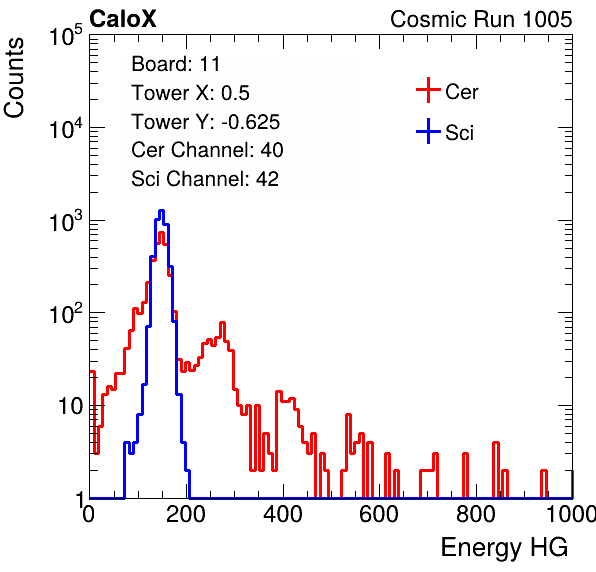 CaloX Cosmic Run 1005
Counts
10^5
10^4
10^3
10^2
10
1
Board: 11
Tower X: 0.5
Tower Y: -0.625
Cer Channel: 40
Sci Channel: 42
Cer
Sci
0 200 400 600 800 1000
Energy HG